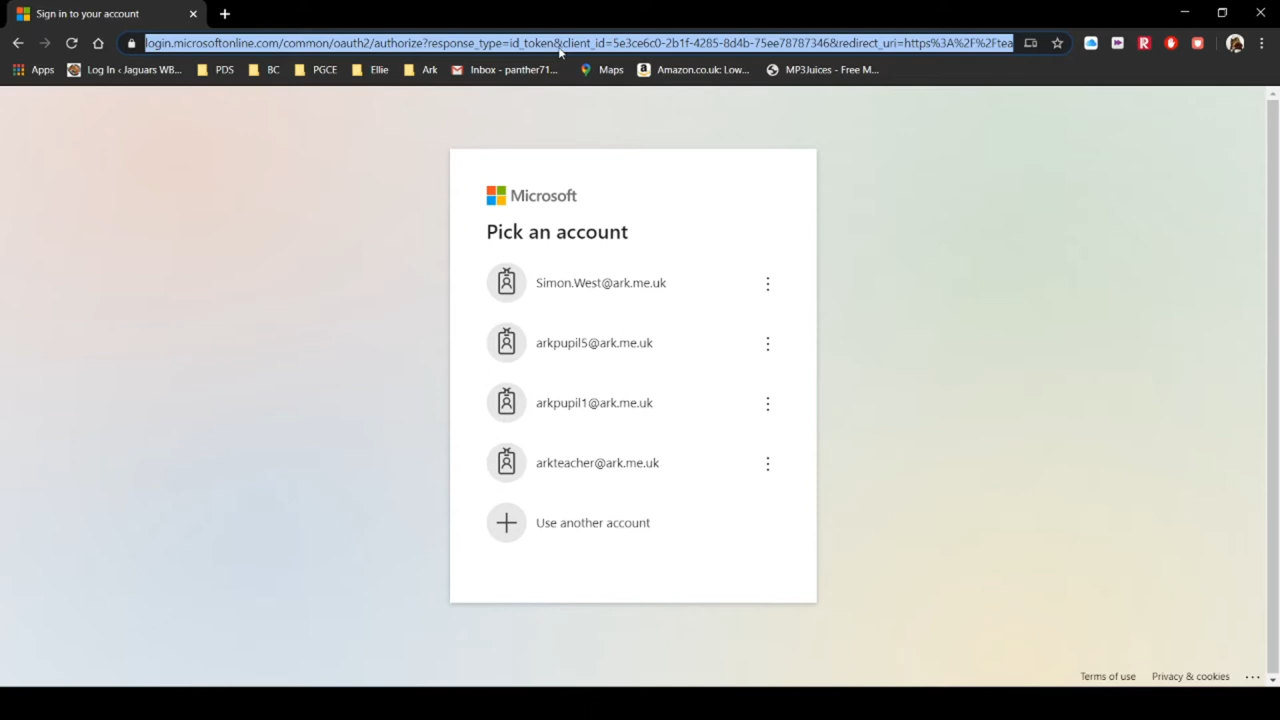 Sign in to your account
login.microsoftonline.com/common/oauth2/authorize?response_type=id_token&client_id=5e3ce6c0-2b1f-4285-8d4b-75ee78787346&redirect_uri=https%3A%2F%2Ftea
Apps Log In ‹ Jaguars WB... PDS BC PGCE Ellie Ark Inbox - panther71... Maps Amazon.co.uk: Low... MP3Juices - Free M...
Microsoft
Pick an account
Simon.West@ark.me.uk
arkpupil5@ark.me.uk
arkpupil1@ark.me.uk
arkteacher@ark.me.uk
Use another account
Terms of use Privacy & cookies ...